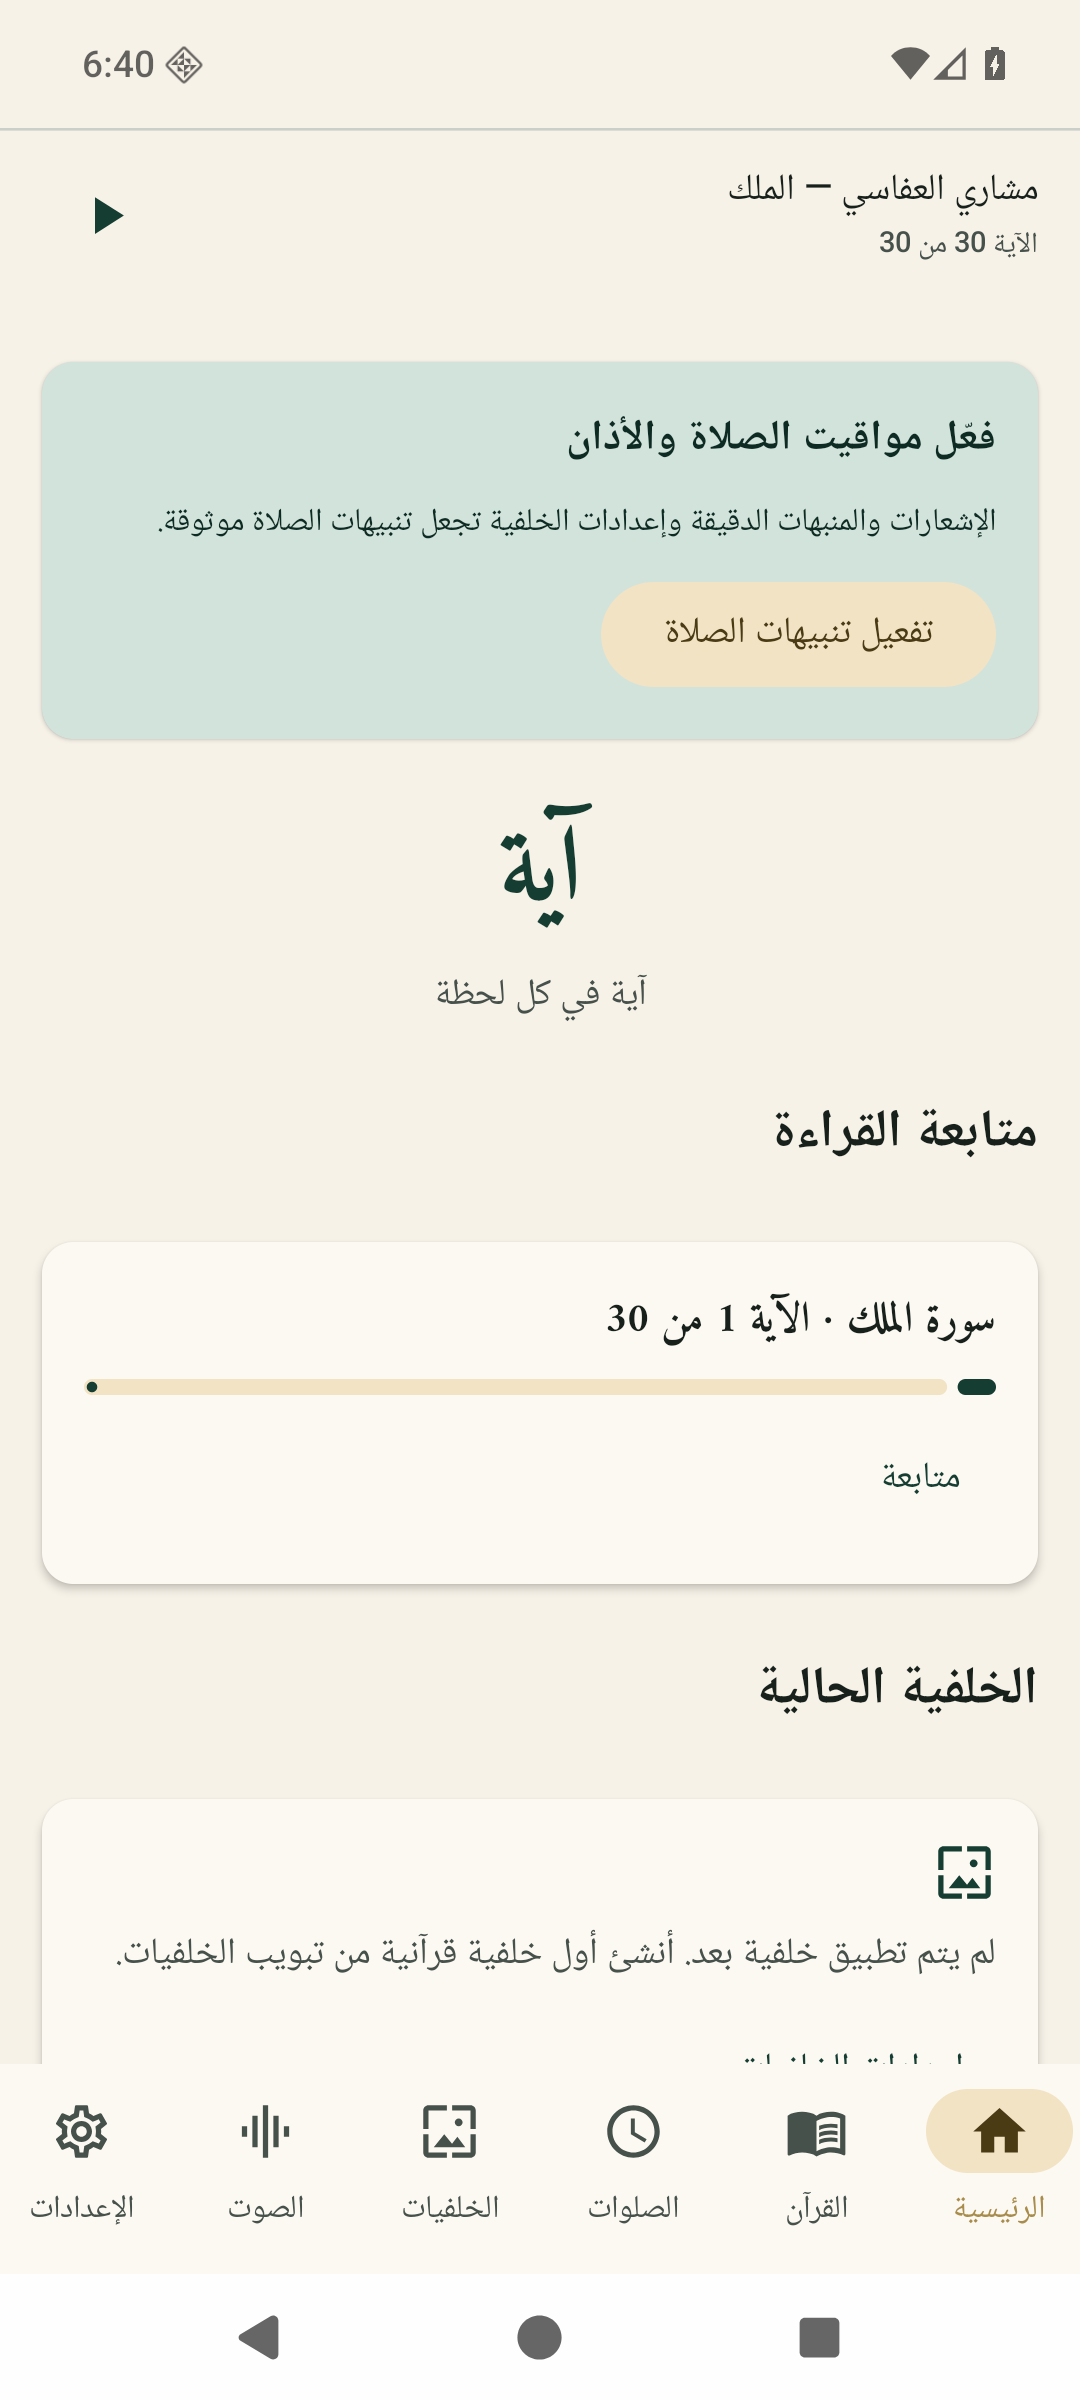 6:40
مشاري العفاسي — الملك
الآية 30 من 30
فعّل مواقيت الصلاة والأذان
الإشعارات والمنبهات الدقيقة وإعدادات الخلفية تجعل تنبيهات الصلاة موثوقة.
تفعيل تنبيهات الصلاة
آية
آية في كل لحظة
متابعة القراءة
سورة الملك · الآية 1 من 30
متابعة
الخلفية الحالية
لم يتم تطبيق خلفية بعد. أنشئ أول خلفية قرآنية من تبويب الخلفيات.
الرئيسية
القرآن
الصلوات
الخلفيات
الصوت
الإعدادات